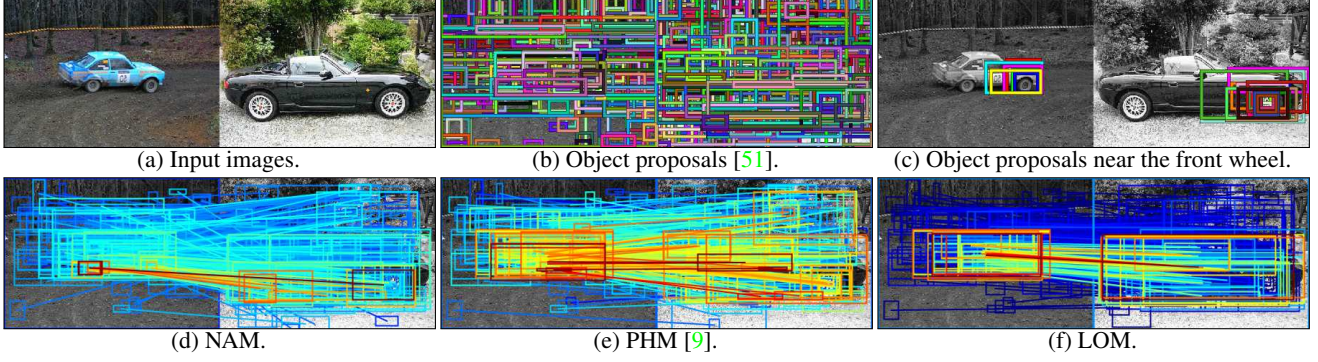 (a) Input images.
(b) Object proposals [51].
(c) Object proposals near the front wheel.
(d) NAM.
(e) PHM [9].
(f) LOM.